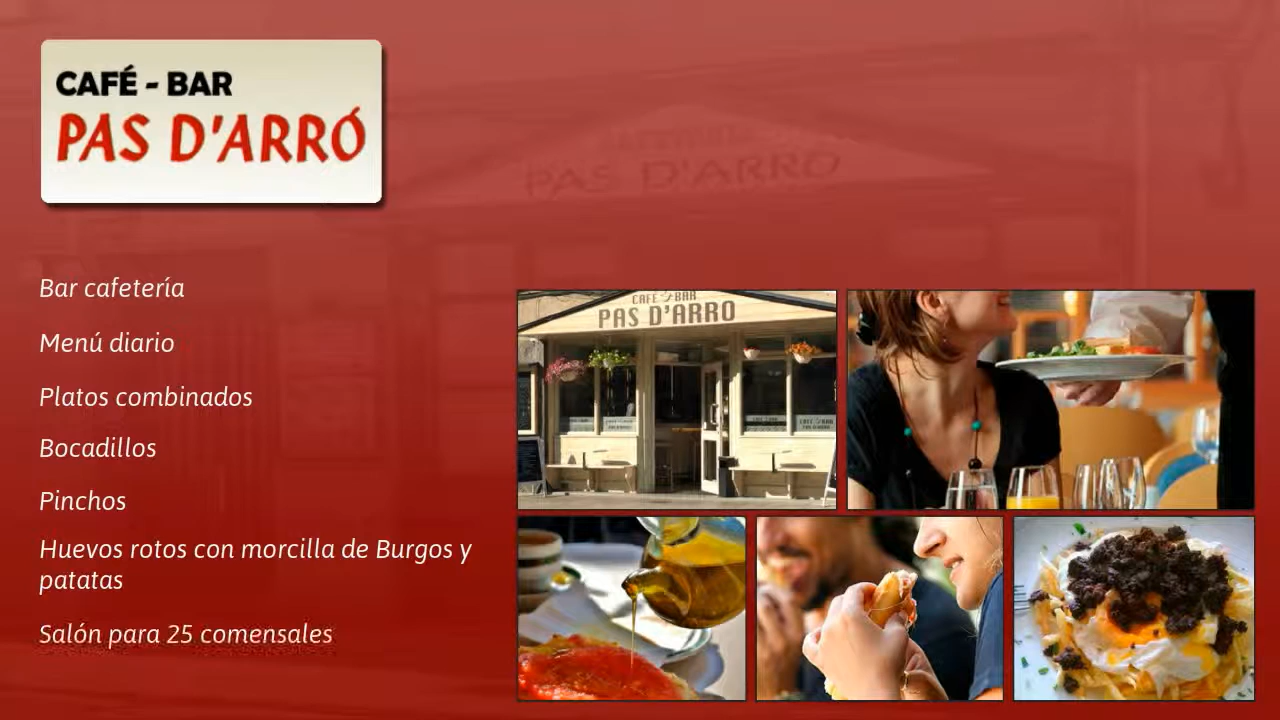 CAFÉ - BAR
PAS D'ARRÓ
PAS D'ARRO
Bar cafetería
Menú diario
Platos combinados
Bocadillos
Pinchos
Huevos rotos con morcilla de Burgos y
patatas
Salón para 25 comensales
CAFÉ BAR
PAS D'ARRO